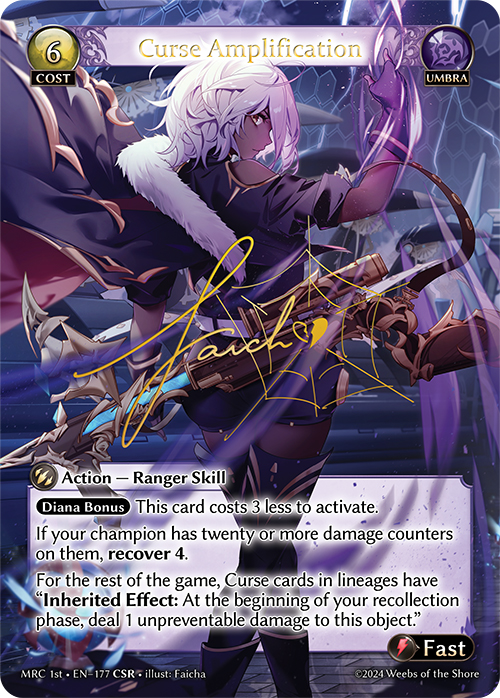 6
COST
Curse Amplification
UMBRA
Faicha
Action — Ranger Skill
Diana Bonus This card costs 3 less to activate.
If your champion has twenty or more damage counters
on them, recover 4.
For the rest of the game, Curse cards in lineages have
“Inherited Effect: At the beginning of your recollection
phase, deal 1 unpreventable damage to this object.”
Fast
MRC 1st • EN–177 CSR • illust: Faicha
©2024 Weebs of the Shore